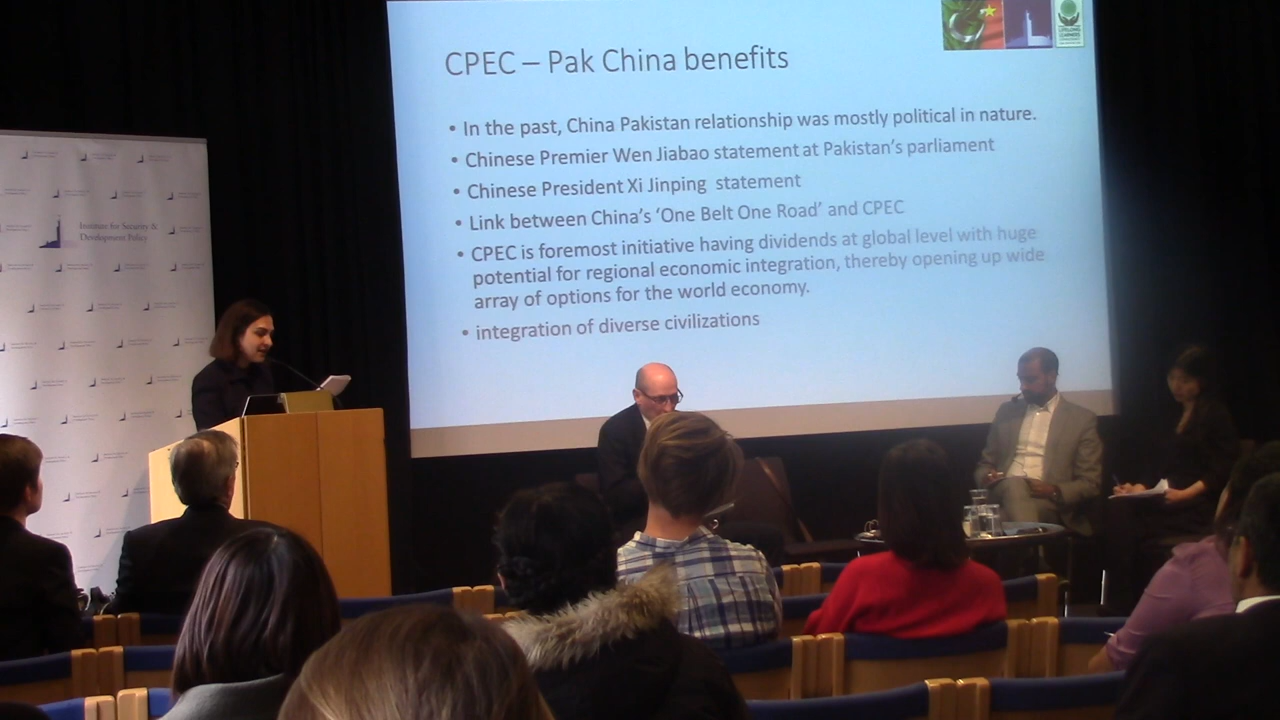 CPEC – Pak China benefits
• In the past, China Pakistan relationship was mostly political in nature.
• Chinese Premier Wen Jiabao statement at Pakistan's parliament
• Chinese President Xi Jinping statement
• Link between China's 'One Belt One Road' and CPEC
• CPEC is foremost initiative having dividends at global level with huge
potential for regional economic integration, thereby opening up wide
array of options for the world economy.
• integration of diverse civilizations
Institute for Security &
Development Policy